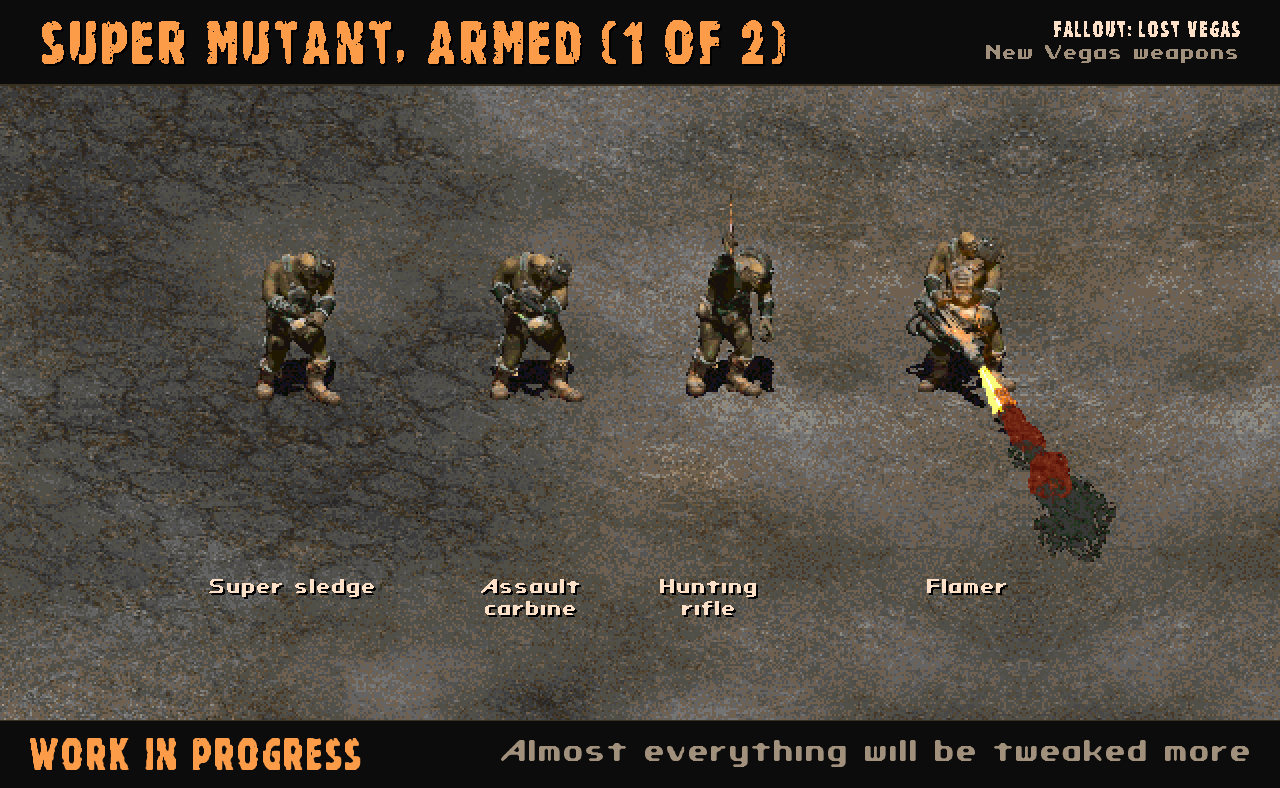 SUPER MUTANT, ARMED (1 OF 2)
FALLOUT: LOST VEGAS
New Vegas weapons
Super sledge
Assault
carbine
Hunting
rifle
Flamer
WORK IN PROGRESS
Almost everything will be tweaked more